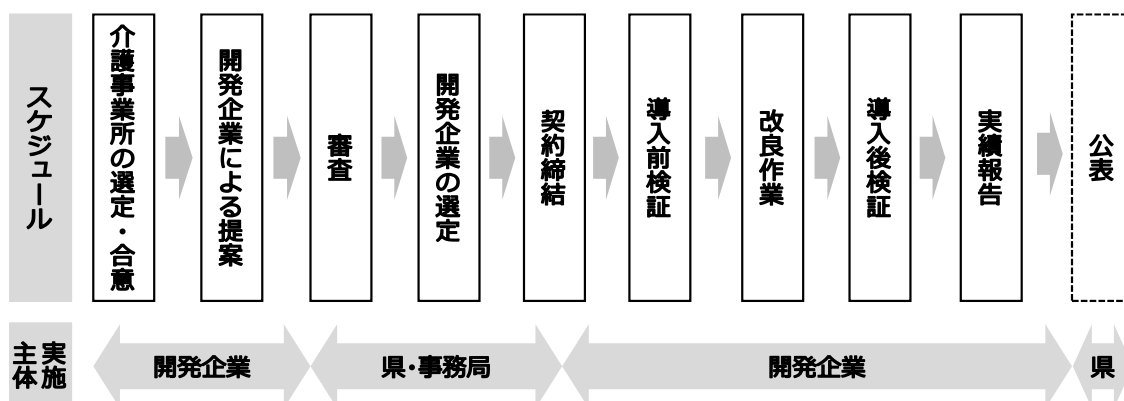 スケジュール
介護事業所の選定・合意
開発企業による提案
審査
開発企業の選定
契約締結
導入前検証
改良作業
導入後検証
実績報告
公表
実施
主体
開発企業
県・事務局
開発企業
県